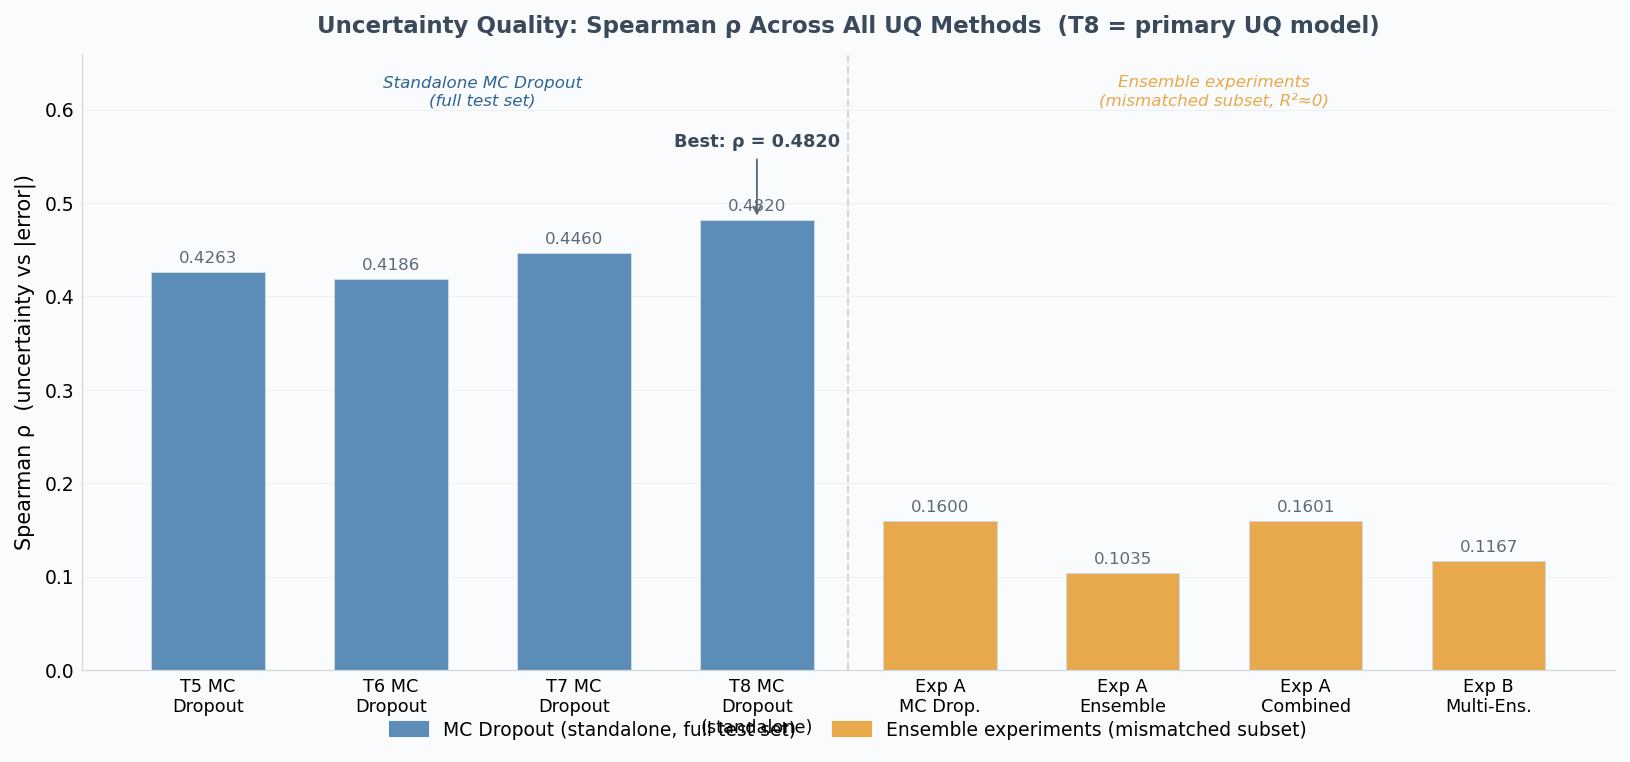 Uncertainty Quality: Spearman ρ Across All UQ Methods  (T8 = primary UQ model)
Standalone MC Dropout
(full test set)
Ensemble experiments
(mismatched subset, R²≈0)
Best: ρ = 0.4820
Spearman ρ  (uncertainty vs |error|)
0.6
0.5
0.4
0.3
0.2
0.1
0.0
0.4263
0.4186
0.4460
0.4820
0.1600
0.1035
0.1601
0.1167
T5 MC
Dropout
T6 MC
Dropout
T7 MC
Dropout
T8 MC
Dropout
(standalone)
Exp A
MC Drop.
Exp A
Ensemble
Exp A
Combined
Exp B
Multi-Ens.
MC Dropout (standalone, full test set)
Ensemble experiments (mismatched subset)